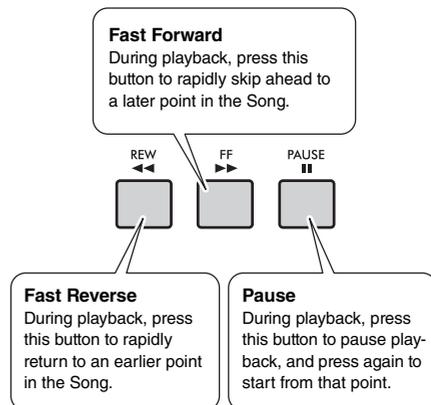 Fast Forward
During playback, press this
button to rapidly skip ahead to
a later point in the Song.
REW
FF
PAUSE
Fast Reverse
During playback, press
this button to rapidly
return to an earlier point
in the Song.
Pause
During playback, press
this button to pause play-
back, and press again to
start from that point.